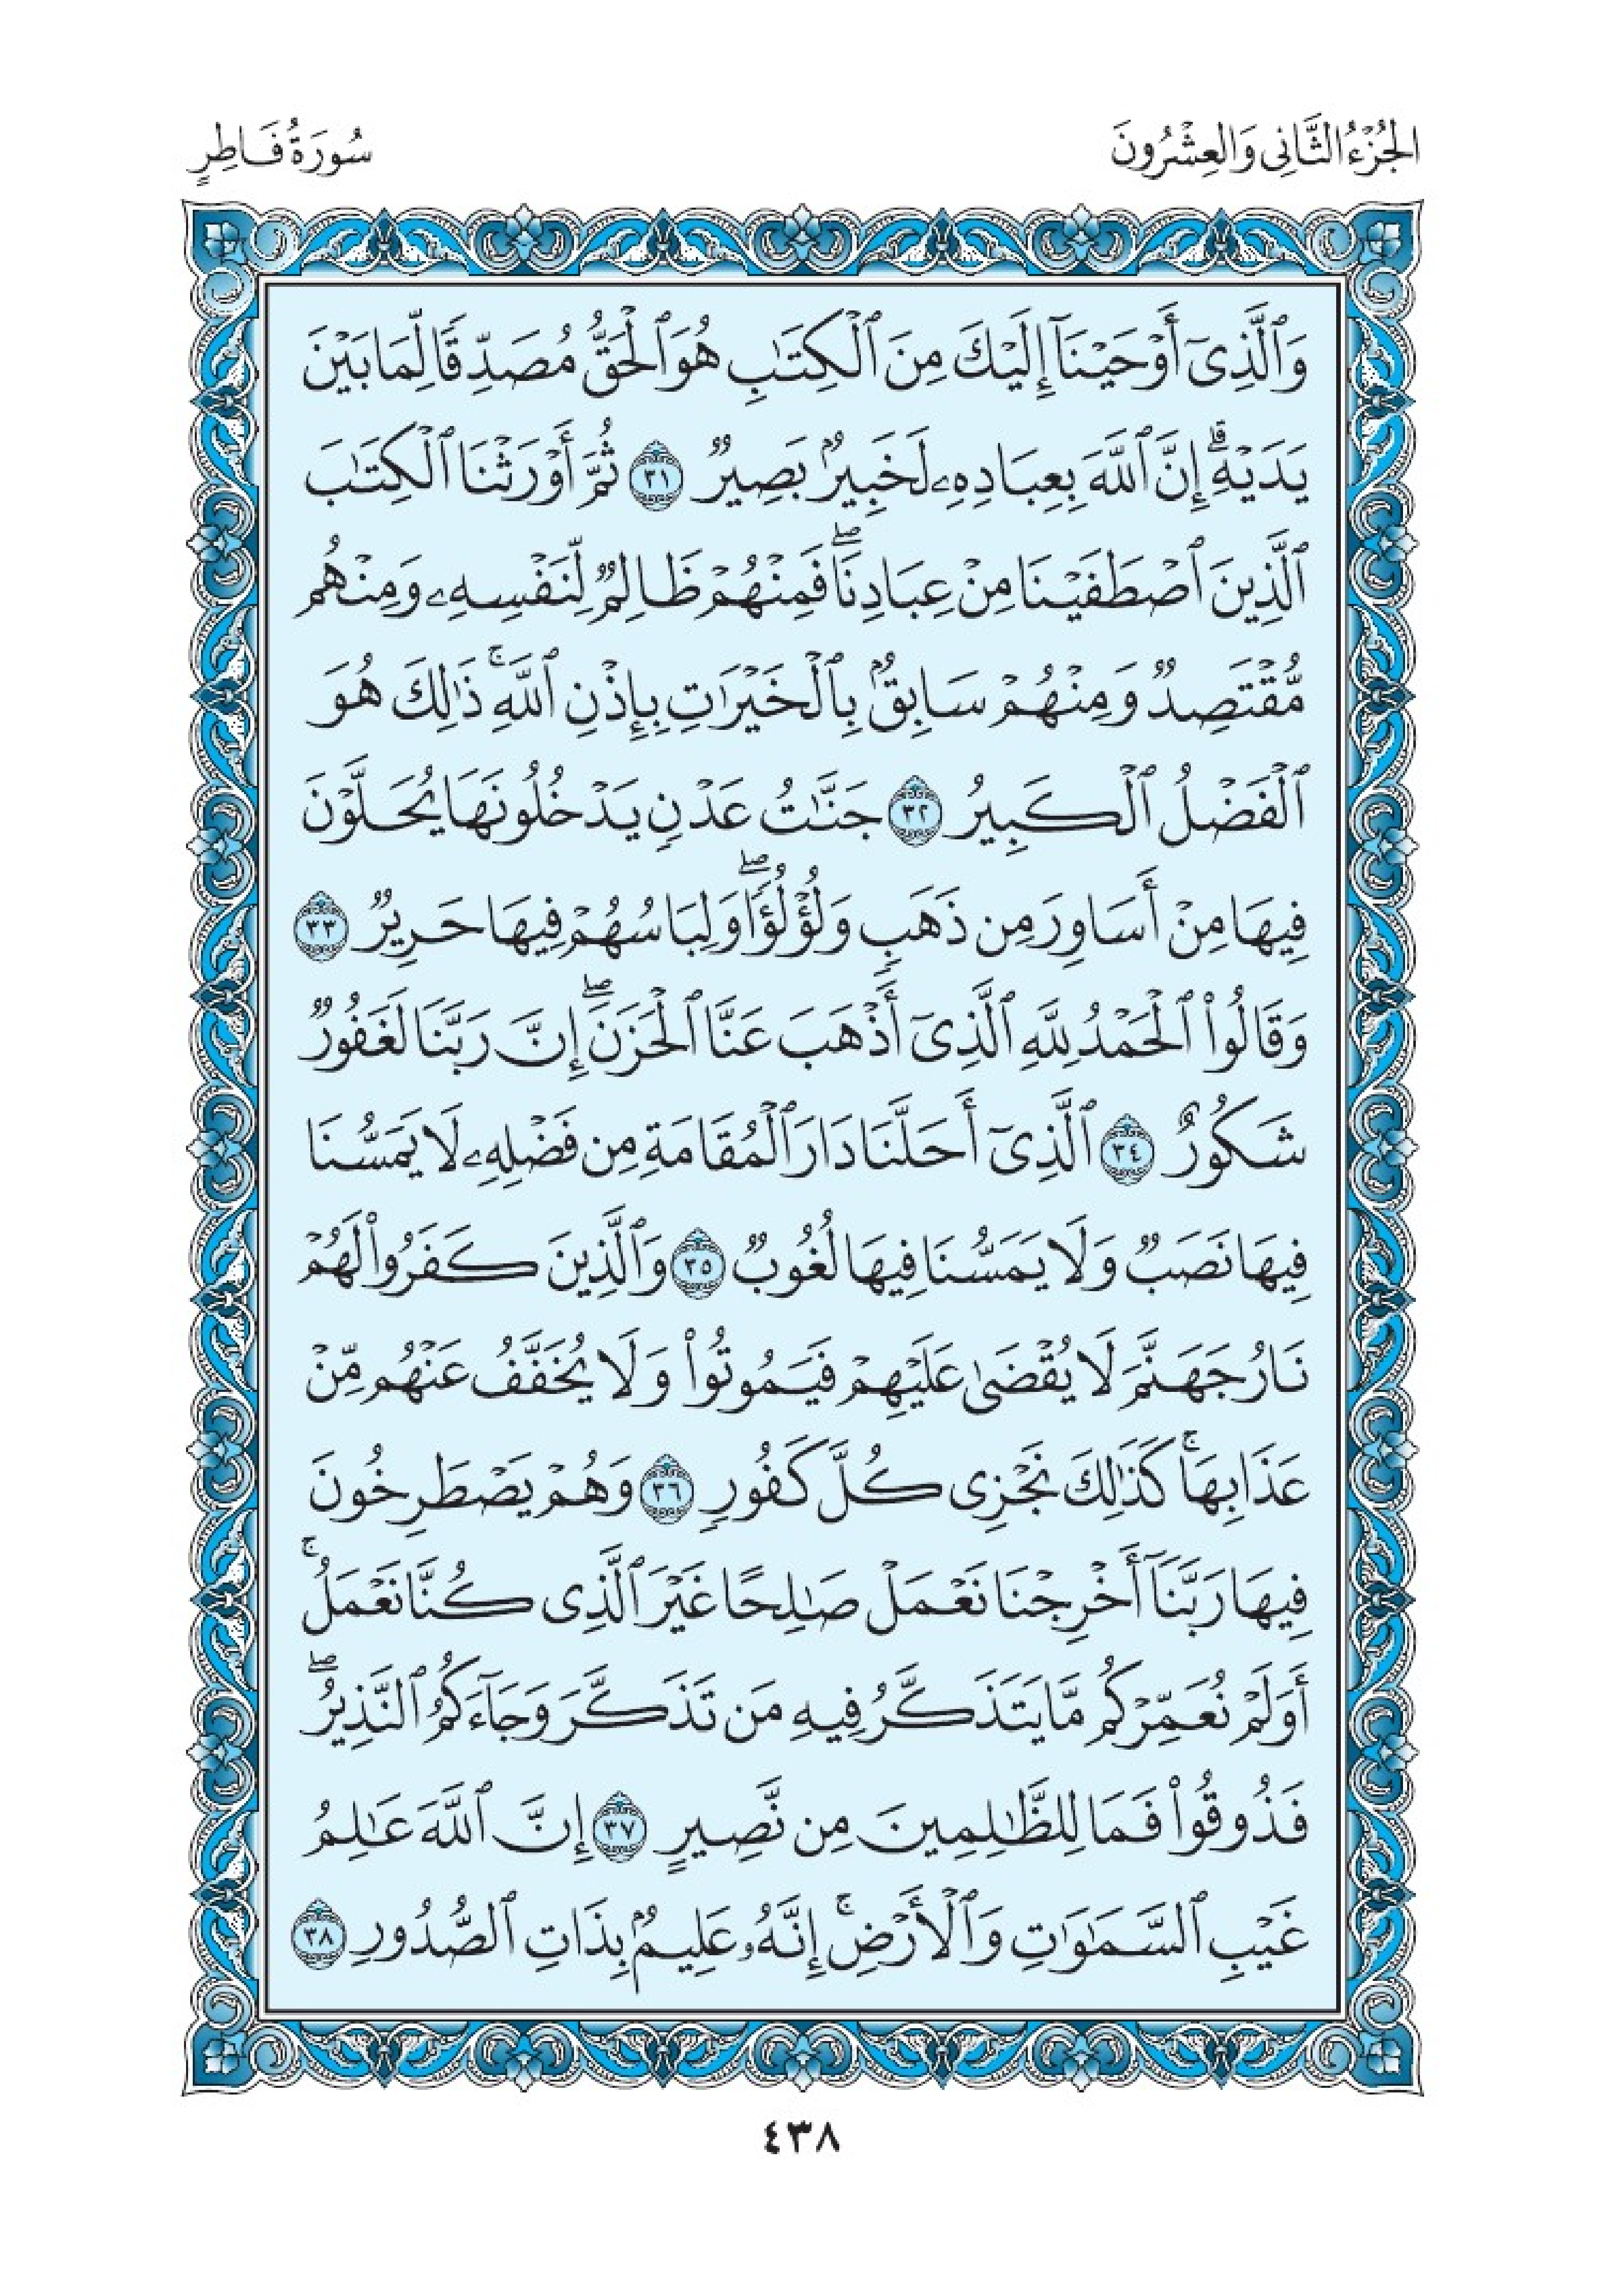 الجُزْءُ الثَّانِي وَالعِشْرُونَ
سُورَةُ فَاطِرٍ
وَٱلَّذِىٓ أَوْحَيْنَآ إِلَيْكَ مِنَ ٱلْكِتَـٰبِ هُوَ ٱلْحَقُّ مُصَدِّقًا لِّمَا بَيْنَ
يَدَيْهِ ۗ إِنَّ ٱللَّهَ بِعِبَادِهِۦ لَخَبِيرٌۢ بَصِيرٌ ٣١ ثُمَّ أَوْرَثْنَا ٱلْكِتَـٰبَ
ٱلَّذِينَ ٱصْطَفَيْنَا مِنْ عِبَادِنَا ۖ فَمِنْهُمْ ظَالِمٌ لِّنَفْسِهِۦ وَمِنْهُم
مُّقْتَصِدٌ وَمِنْهُمْ سَابِقٌۢ بِٱلْخَيْرَٰتِ بِإِذْنِ ٱللَّهِ ۚ ذَٰلِكَ هُوَ
ٱلْفَضْلُ ٱلْكَبِيرُ ٣٢ جَنَّـٰتُ عَدْنٍ يَدْخُلُونَهَا يُحَلَّوْنَ
فِيهَا مِنْ أَسَاوِرَ مِن ذَهَبٍ وَلُؤْلُؤًا ۖ وَلِبَاسُهُمْ فِيهَا حَرِيرٌ ٣٣
وَقَالُوا۟ ٱلْحَمْدُ لِلَّهِ ٱلَّذِىٓ أَذْهَبَ عَنَّا ٱلْحَزَنَ ۖ إِنَّ رَبَّنَا لَغَفُورٌ
شَكُورٌ ٣٤ ٱلَّذِىٓ أَحَلَّنَا دَارَ ٱلْمُقَامَةِ مِن فَضْلِهِۦ لَا يَمَسُّنَا
فِيهَا نَصَبٌ وَلَا يَمَسُّنَا فِيهَا لُغُوبٌ ٣٥ وَٱلَّذِينَ كَفَرُوا۟ لَهُمْ
نَارُ جَهَنَّمَ لَا يُقْضَىٰ عَلَيْهِمْ فَيَمُوتُوا۟ وَلَا يُخَفَّفُ عَنْهُم مِّنْ
عَذَابِهَا ۚ كَذَٰلِكَ نَجْزِى كُلَّ كَفُورٍ ٣٦ وَهُمْ يَصْطَرِخُونَ
فِيهَا رَبَّنَآ أَخْرِجْنَا نَعْمَلْ صَـٰلِحًا غَيْرَ ٱلَّذِى كُنَّا نَعْمَلُ ۚ
أَوَلَمْ نُعَمِّرْكُم مَّا يَتَذَكَّرُ فِيهِ مَن تَذَكَّرَ وَجَآءَكُمُ ٱلنَّذِيرُ ۖ
فَذُوقُوا۟ فَمَا لِلظَّـٰلِمِينَ مِن نَّصِيرٍ ٣٧ إِنَّ ٱللَّهَ عَـٰلِمُ
غَيْبِ ٱلسَّمَـٰوَٰتِ وَٱلْأَرْضِ ۚ إِنَّهُۥ عَلِيمٌۢ بِذَاتِ ٱلصُّدُورِ ٣٨
٤٣٨